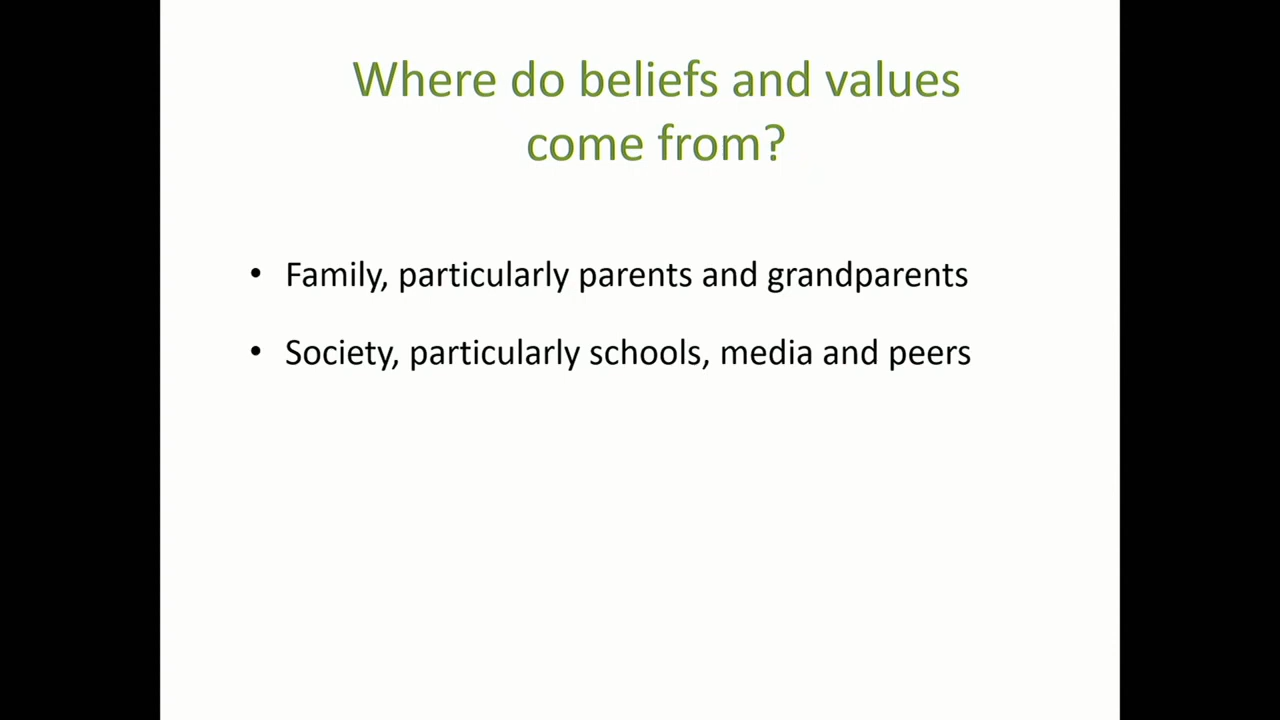 Where do beliefs and values
come from?
• Family, particularly parents and grandparents
• Society, particularly schools, media and peers